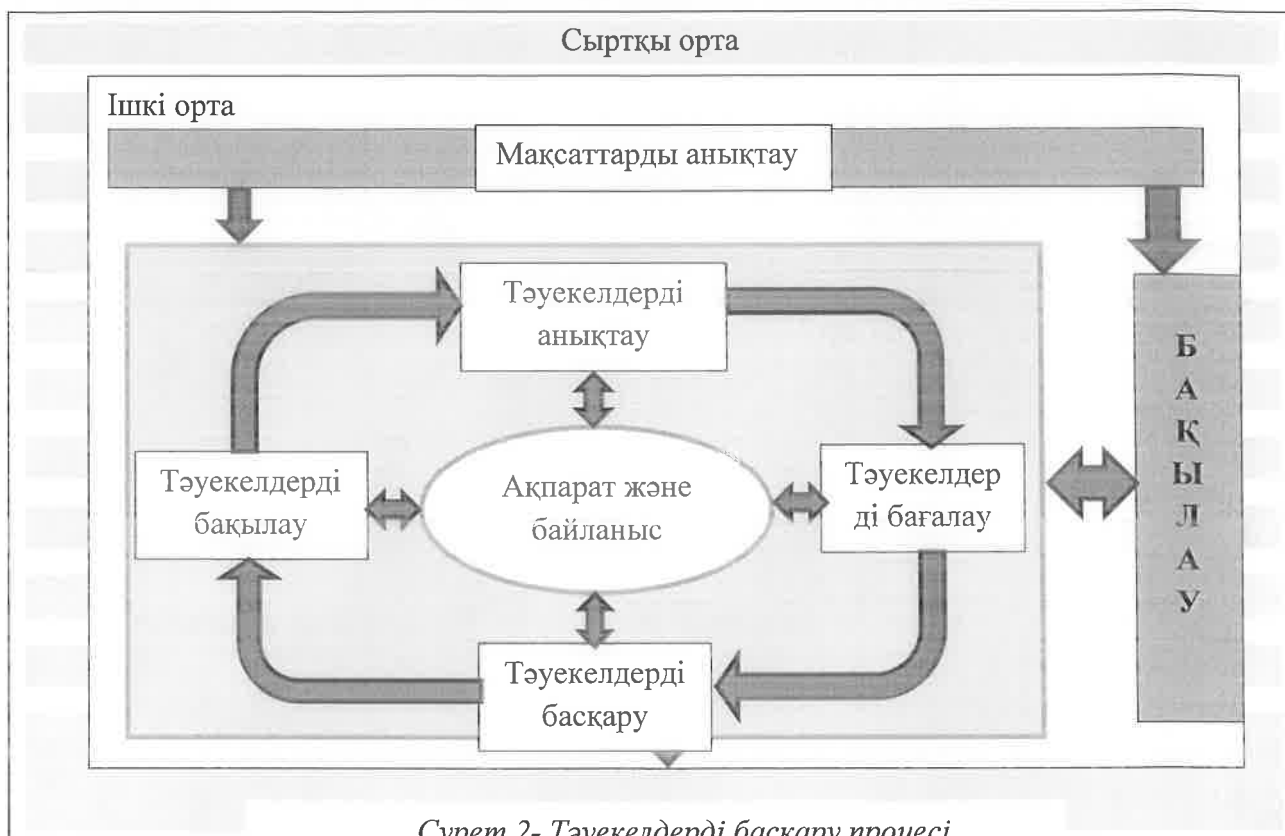 Сыртқы орта
Ішкі орта
Мақсаттарды анықтау
Тәуекелдерді
анықтау
Б
А
Қ
Ы
Л
А
У
Тәуекелдерді
бақылау
Ақпарат және
байланыс
Тәуекелдер
ді бағалау
Тәуекелдерді
басқару
Сурет 2- Тәуекелдерді басқару процесі